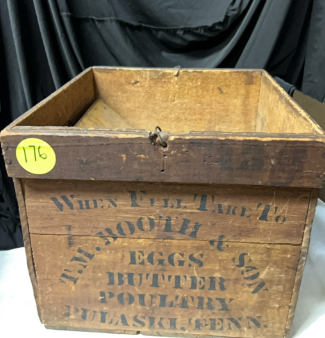 176
WHEN FULL TAKE TO
T.M. BOOTH & SON
EGGS
BUTTER
POULTRY
PULASKI, TENN.